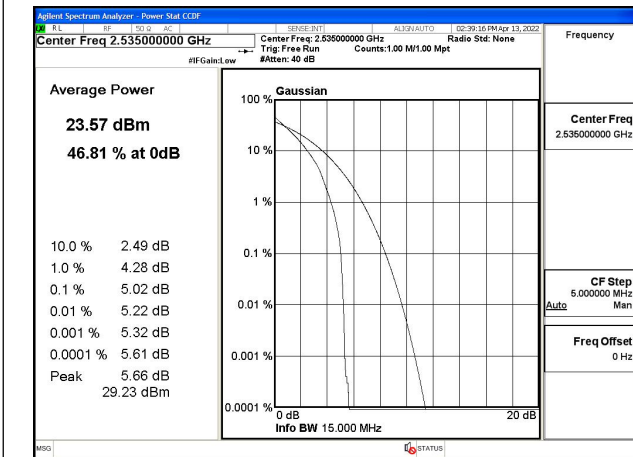 Agilent Spectrum Analyzer - Power Stat CCDF
RL RF 50 Ω AC SENSE:INT ALIGNAUTO 02:39:16 PM Apr 13, 2022
Center Freq 2.535000000 GHz
Center Freq: 2.535000000 GHz Radio Std: None
Trig: Free Run Counts:1.00 M/1.00 Mpt
#IFGain:Low #Atten: 40 dB
Frequency
Average Power
23.57 dBm
46.81 % at 0dB
10.0 % 2.49 dB
1.0 % 4.28 dB
0.1 % 5.02 dB
0.01 % 5.22 dB
0.001 % 5.32 dB
0.0001 % 5.61 dB
Peak 5.66 dB
29.23 dBm
Gaussian
100 %
10 %
1 %
0.1 %
0.01 %
0.001 %
0.0001 %
0 dB 20 dB
Info BW 15.000 MHz
Center Freq
2.535000000 GHz
CF Step
5.000000 MHz
Auto Man
Freq Offset
0 Hz
MSG STATUS